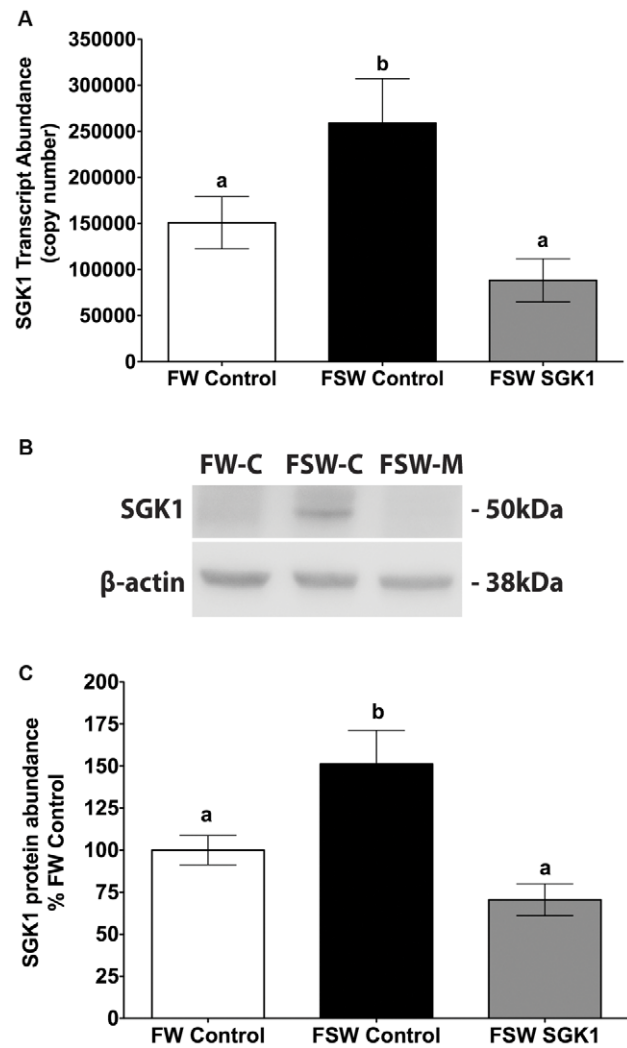 A
SGK1 Transcript Abundance
(copy number)
350000
300000
250000
200000
150000
100000
50000
0
a
b
a
FW Control FSW Control FSW SGK1
B
FW-C FSW-C FSW-M
SGK1 - 50kDa
β-actin - 38kDa
C
SGK1 protein abundance
% FW Control
200
175
150
125
100
75
50
25
0
a
b
a
FW Control FSW Control FSW SGK1